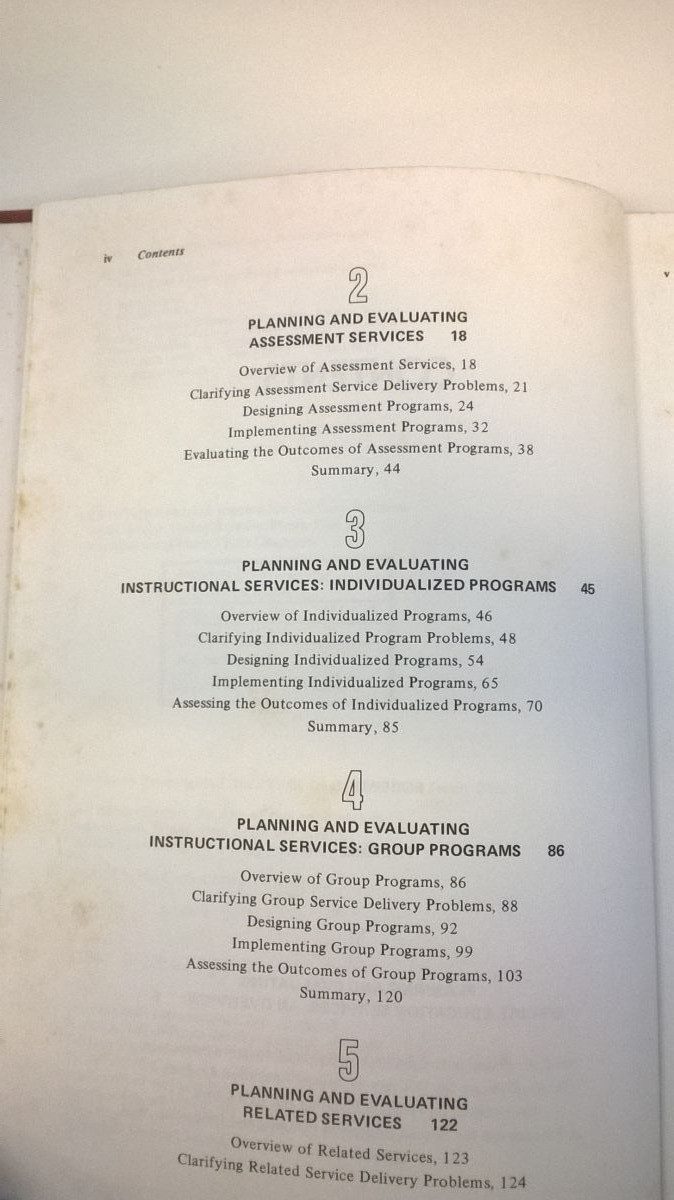 iv Contents
2
PLANNING AND EVALUATING
ASSESSMENT SERVICES 18
Overview of Assessment Services, 18
Clarifying Assessment Service Delivery Problems, 21
Designing Assessment Programs, 24
Implementing Assessment Programs, 32
Evaluating the Outcomes of Assessment Programs, 38
Summary, 44
3
PLANNING AND EVALUATING
INSTRUCTIONAL SERVICES: INDIVIDUALIZED PROGRAMS 45
Overview of Individualized Programs, 46
Clarifying Individualized Program Problems, 48
Designing Individualized Programs, 54
Implementing Individualized Programs, 65
Assessing the Outcomes of Individualized Programs, 70
Summary, 85
4
PLANNING AND EVALUATING
INSTRUCTIONAL SERVICES: GROUP PROGRAMS 86
Overview of Group Programs, 86
Clarifying Group Service Delivery Problems, 88
Designing Group Programs, 92
Implementing Group Programs, 99
Assessing the Outcomes of Group Programs, 103
Summary, 120
5
PLANNING AND EVALUATING
RELATED SERVICES 122
Overview of Related Services, 123
Clarifying Related Service Delivery Problems, 124
v